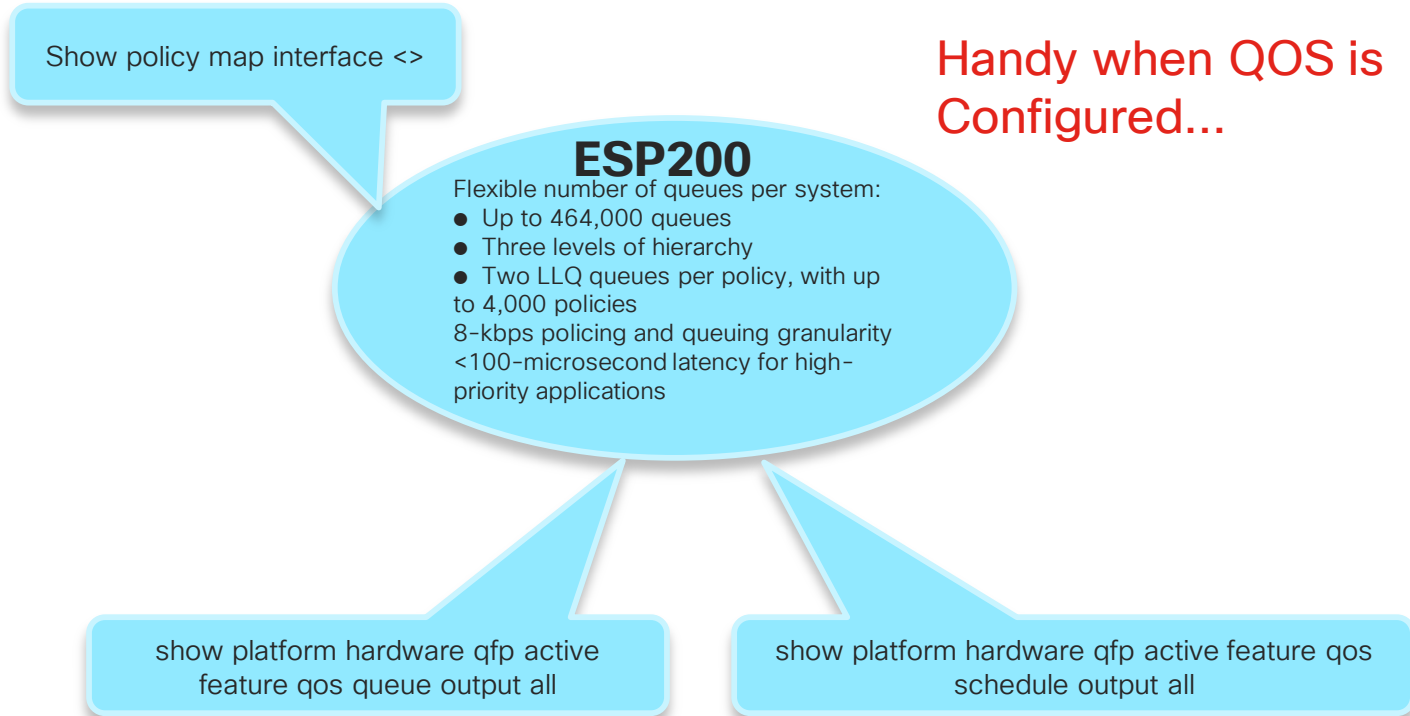 Show policy map interface <>
Handy when QOS is
Configured...
ESP200
Flexible number of queues per system:
● Up to 464,000 queues
● Three levels of hierarchy
● Two LLQ queues per policy, with up
to 4,000 policies
8-kbps policing and queuing granularity
<100-microsecond latency for high-
priority applications
show platform hardware qfp active
feature qos queue output all
show platform hardware qfp active feature qos
schedule output all